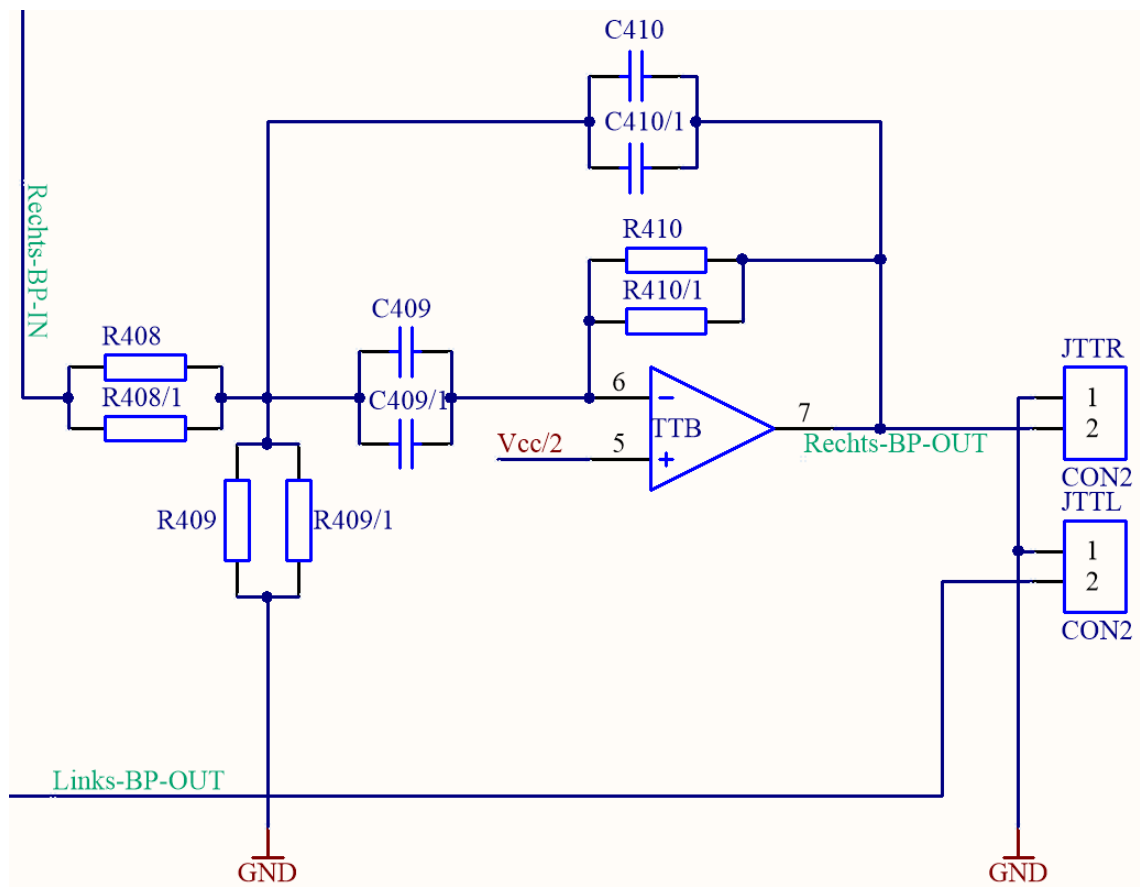 C410
C410/1
Rechts-BP-IN
R410
R410/1
C409
C409/1
R408
R408/1
JTTR
1
2
CON2
6
7
TTB
Vcc/2
5
Rechts-BP-OUT
JTTL
1
2
CON2
R409
R409/1
Links-BP-OUT
GND
GND